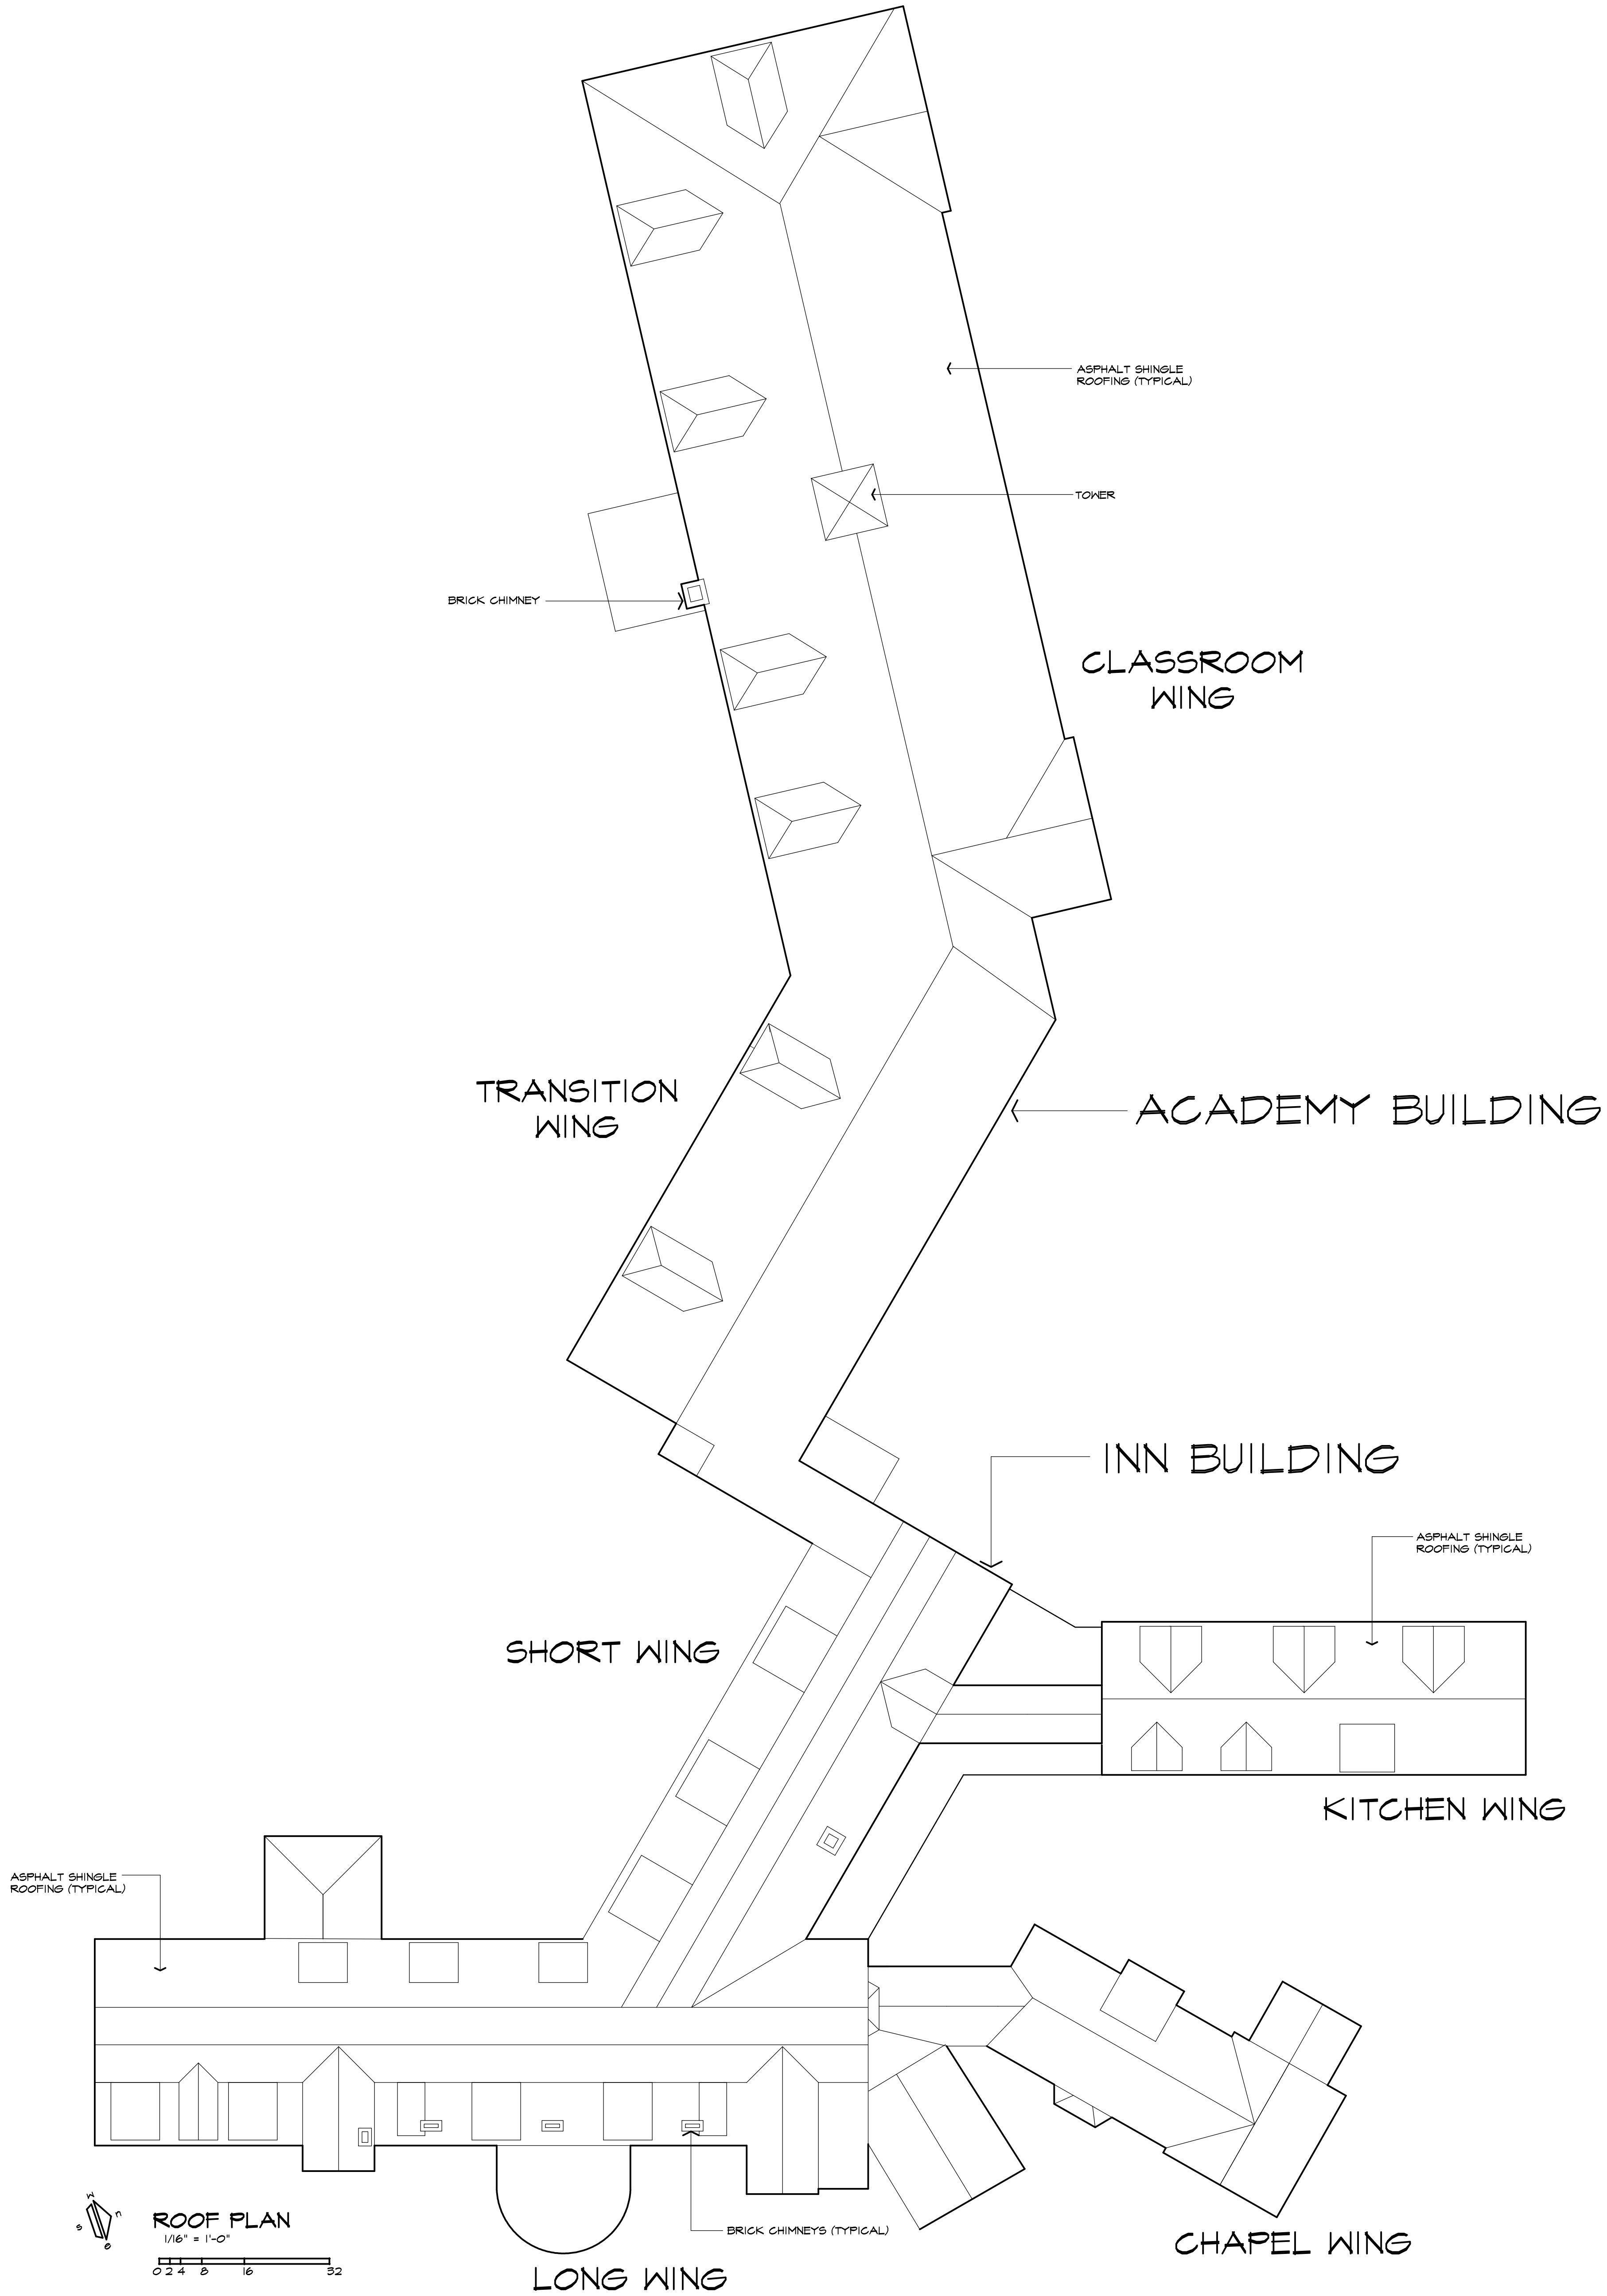 ASPHALT SHINGLE
ROOFING (TYPICAL)
TOWER
BRICK CHIMNEY
CLASSROOM
WING
TRANSITION
WING
ACADEMY BUILDING
INN BUILDING
ASPHALT SHINGLE
ROOFING (TYPICAL)
SHORT WING
KITCHEN WING
ASPHALT SHINGLE
ROOFING (TYPICAL)
W
S
N
e
ROOF PLAN
1/16" = 1'-0"
0 2 4 8 16 32
BRICK CHIMNEYS (TYPICAL)
CHAPEL WING
LONG WING